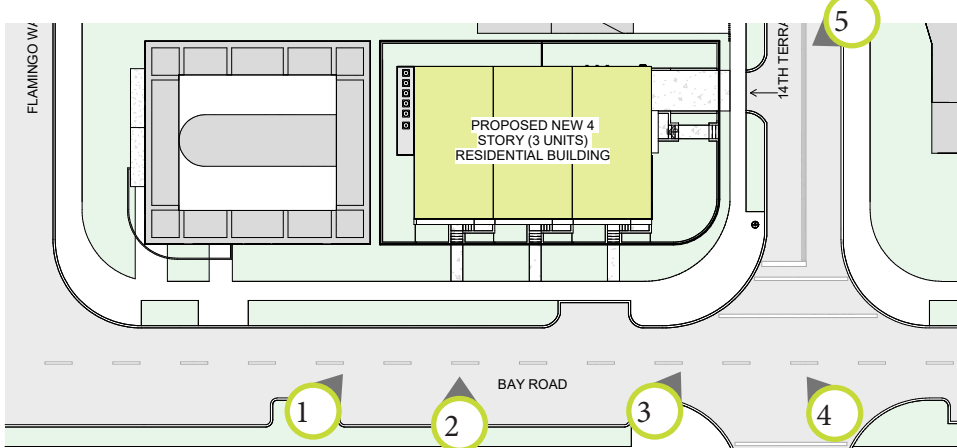 5
FLAMINGO WA
14TH TERRA
PROPOSED NEW 4
STORY (3 UNITS)
RESIDENTIAL BUILDING
BAY ROAD
1
2
3
4